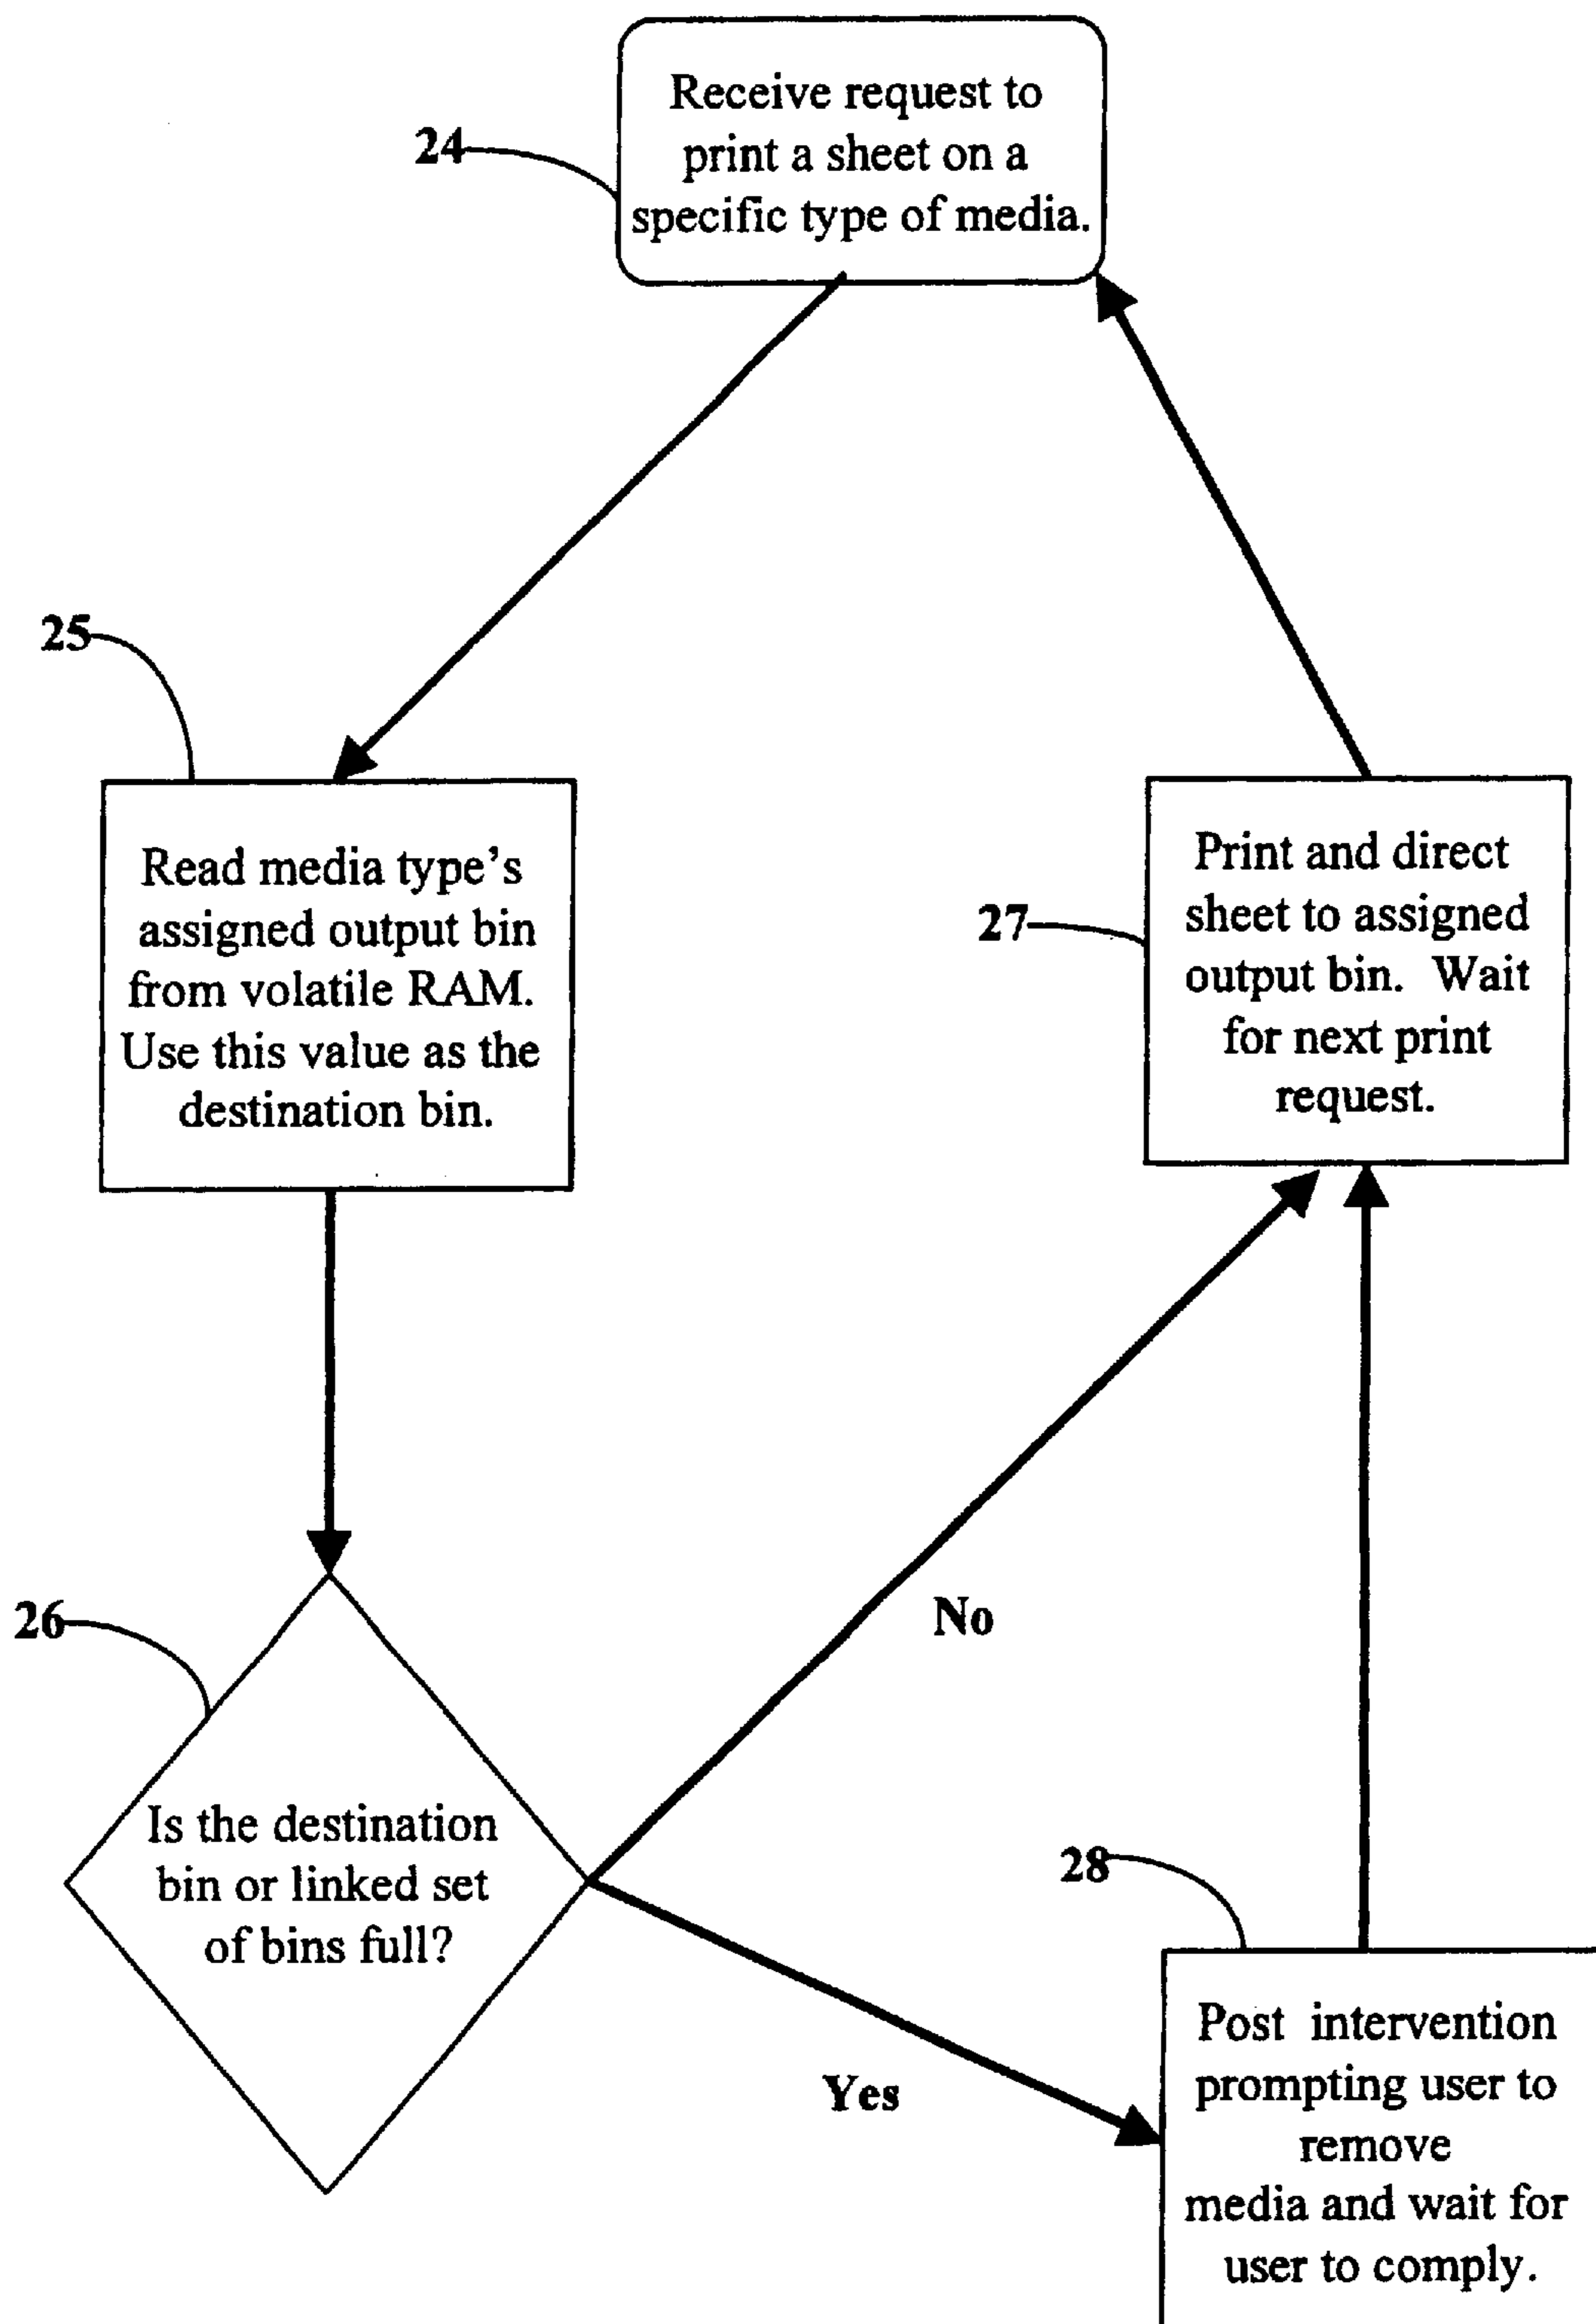 24
Receive request to
print a sheet on a
specific type of media.
25
Read media type's
assigned output bin
from volatile RAM.
Use this value as the
destination bin.
27
Print and direct
sheet to assigned
output bin. Wait
for next print
request.
26
Is the destination
bin or linked set
of bins full?
No
Yes
28
Post intervention
prompting user to
remove
media and wait for
user to comply.